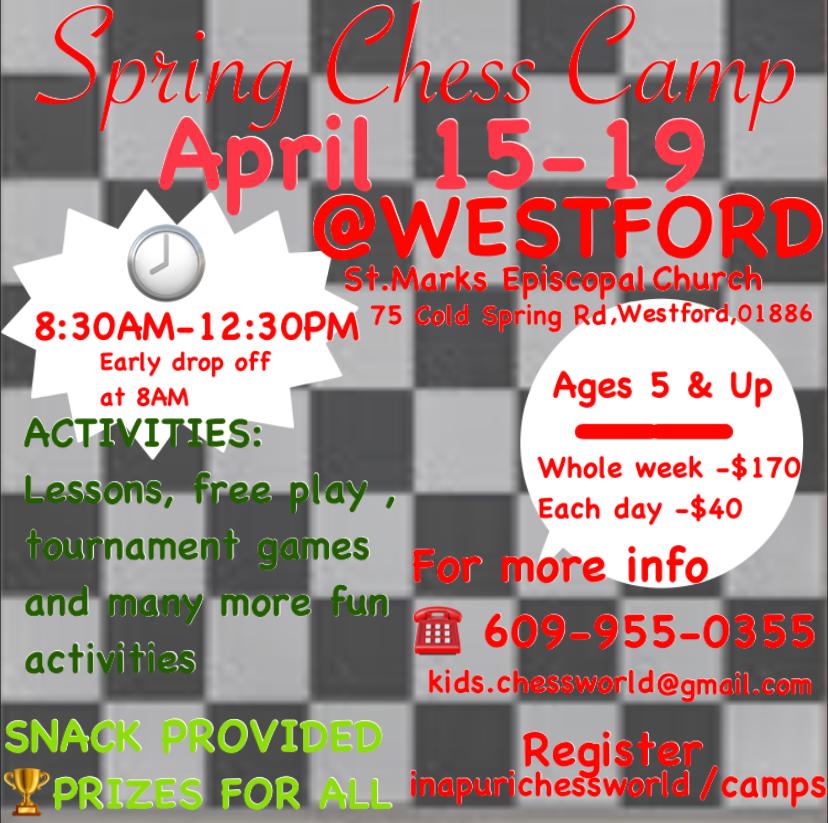 Spring Chess Camp
April 15-19
@WESTFORD
St.Marks Episcopal Church
75 Cold Spring Rd,Westford,01886
8:30AM-12:30PM
Early drop off
at 8AM
Ages 5 & Up
Whole week -$170
Each day -$40
ACTIVITIES:
Lessons, free play ,
tournament games
and many more fun
activities
For more info
609-955-0355
kids.chessworld@gmail.com
SNACK PROVIDED
PRIZES FOR ALL
Register
inapurichessworld /camps